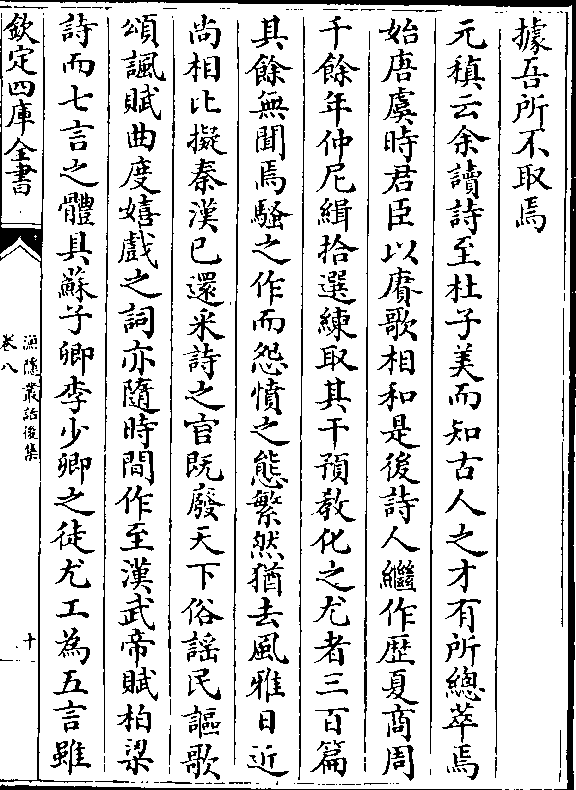 據吾所不取焉
元稹云余讀詩至杜子美而知古人之才有所總萃焉
始唐虞時君臣以賡歌相和是後詩人繼作歴夏商周
千餘年仲尼緝拾選練取其干預教化之尤者三百篇
具餘無聞焉騷之作而怨憤之態繁然猶去風雅日近
尚相比擬秦漢已還采詩之官既廢天下俗謡民謳歌
頌諷賦曲度嬉戲之詞亦隨時間作至漢武帝賦柏梁
詩而七言之體具蘇子卿李少卿之徒尤工為五言雖
欽定四庫全書
漁隱叢話後集
卷八
十